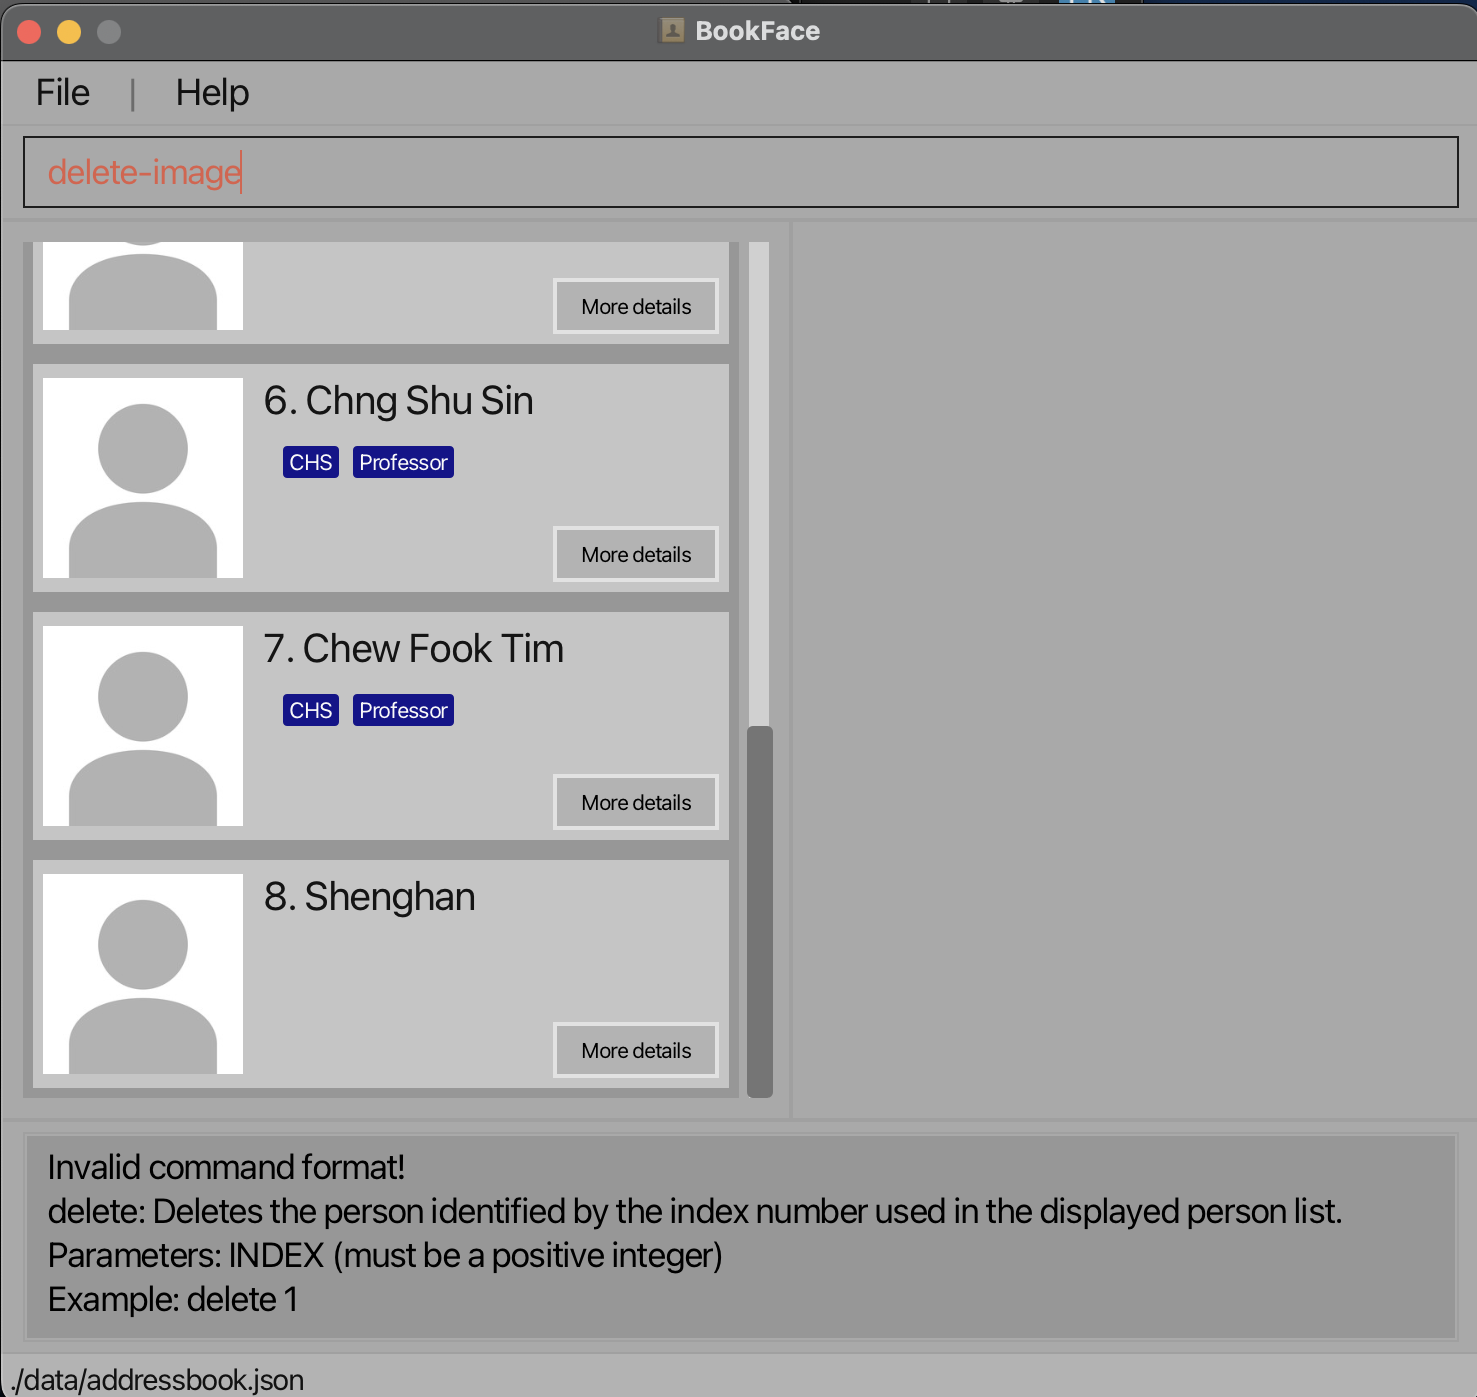 BookFace
File | Help
delete-image
More details
6. Chng Shu Sin
CHS Professor
More details
7. Chew Fook Tim
CHS Professor
More details
8. Shenghan
More details
Invalid command format!
delete: Deletes the person identified by the index number used in the displayed person list.
Parameters: INDEX (must be a positive integer)
Example: delete 1
./data/addressbook.json